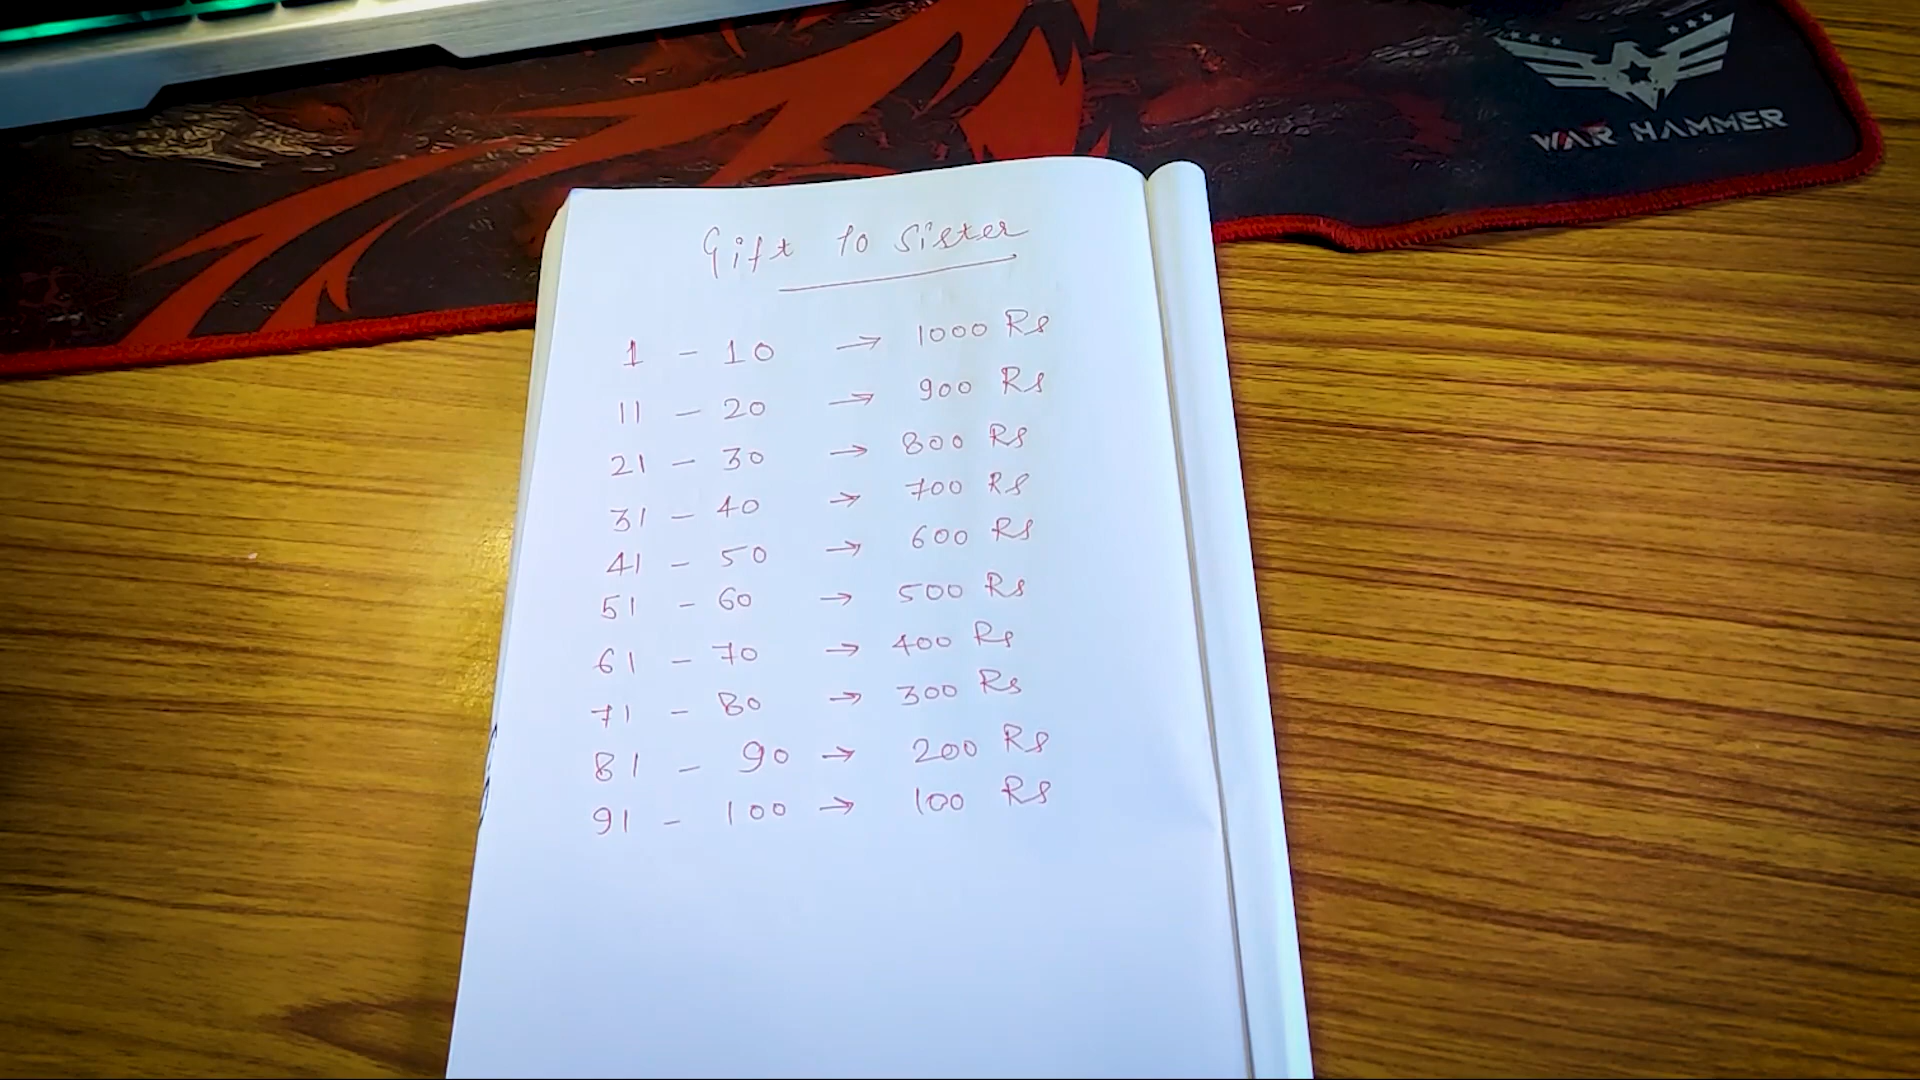 WAR HAMMER
Gift to Sister
1 - 10 → 1000 Rs
11 - 20 → 900 Rs
21 - 30 → 800 Rs
31 - 40 → 700 Rs
41 - 50 → 600 Rs
51 - 60 → 500 Rs
61 - 70 → 400 Rs
71 - 80 → 300 Rs
81 - 90 → 200 Rs
91 - 100 → 100 Rs